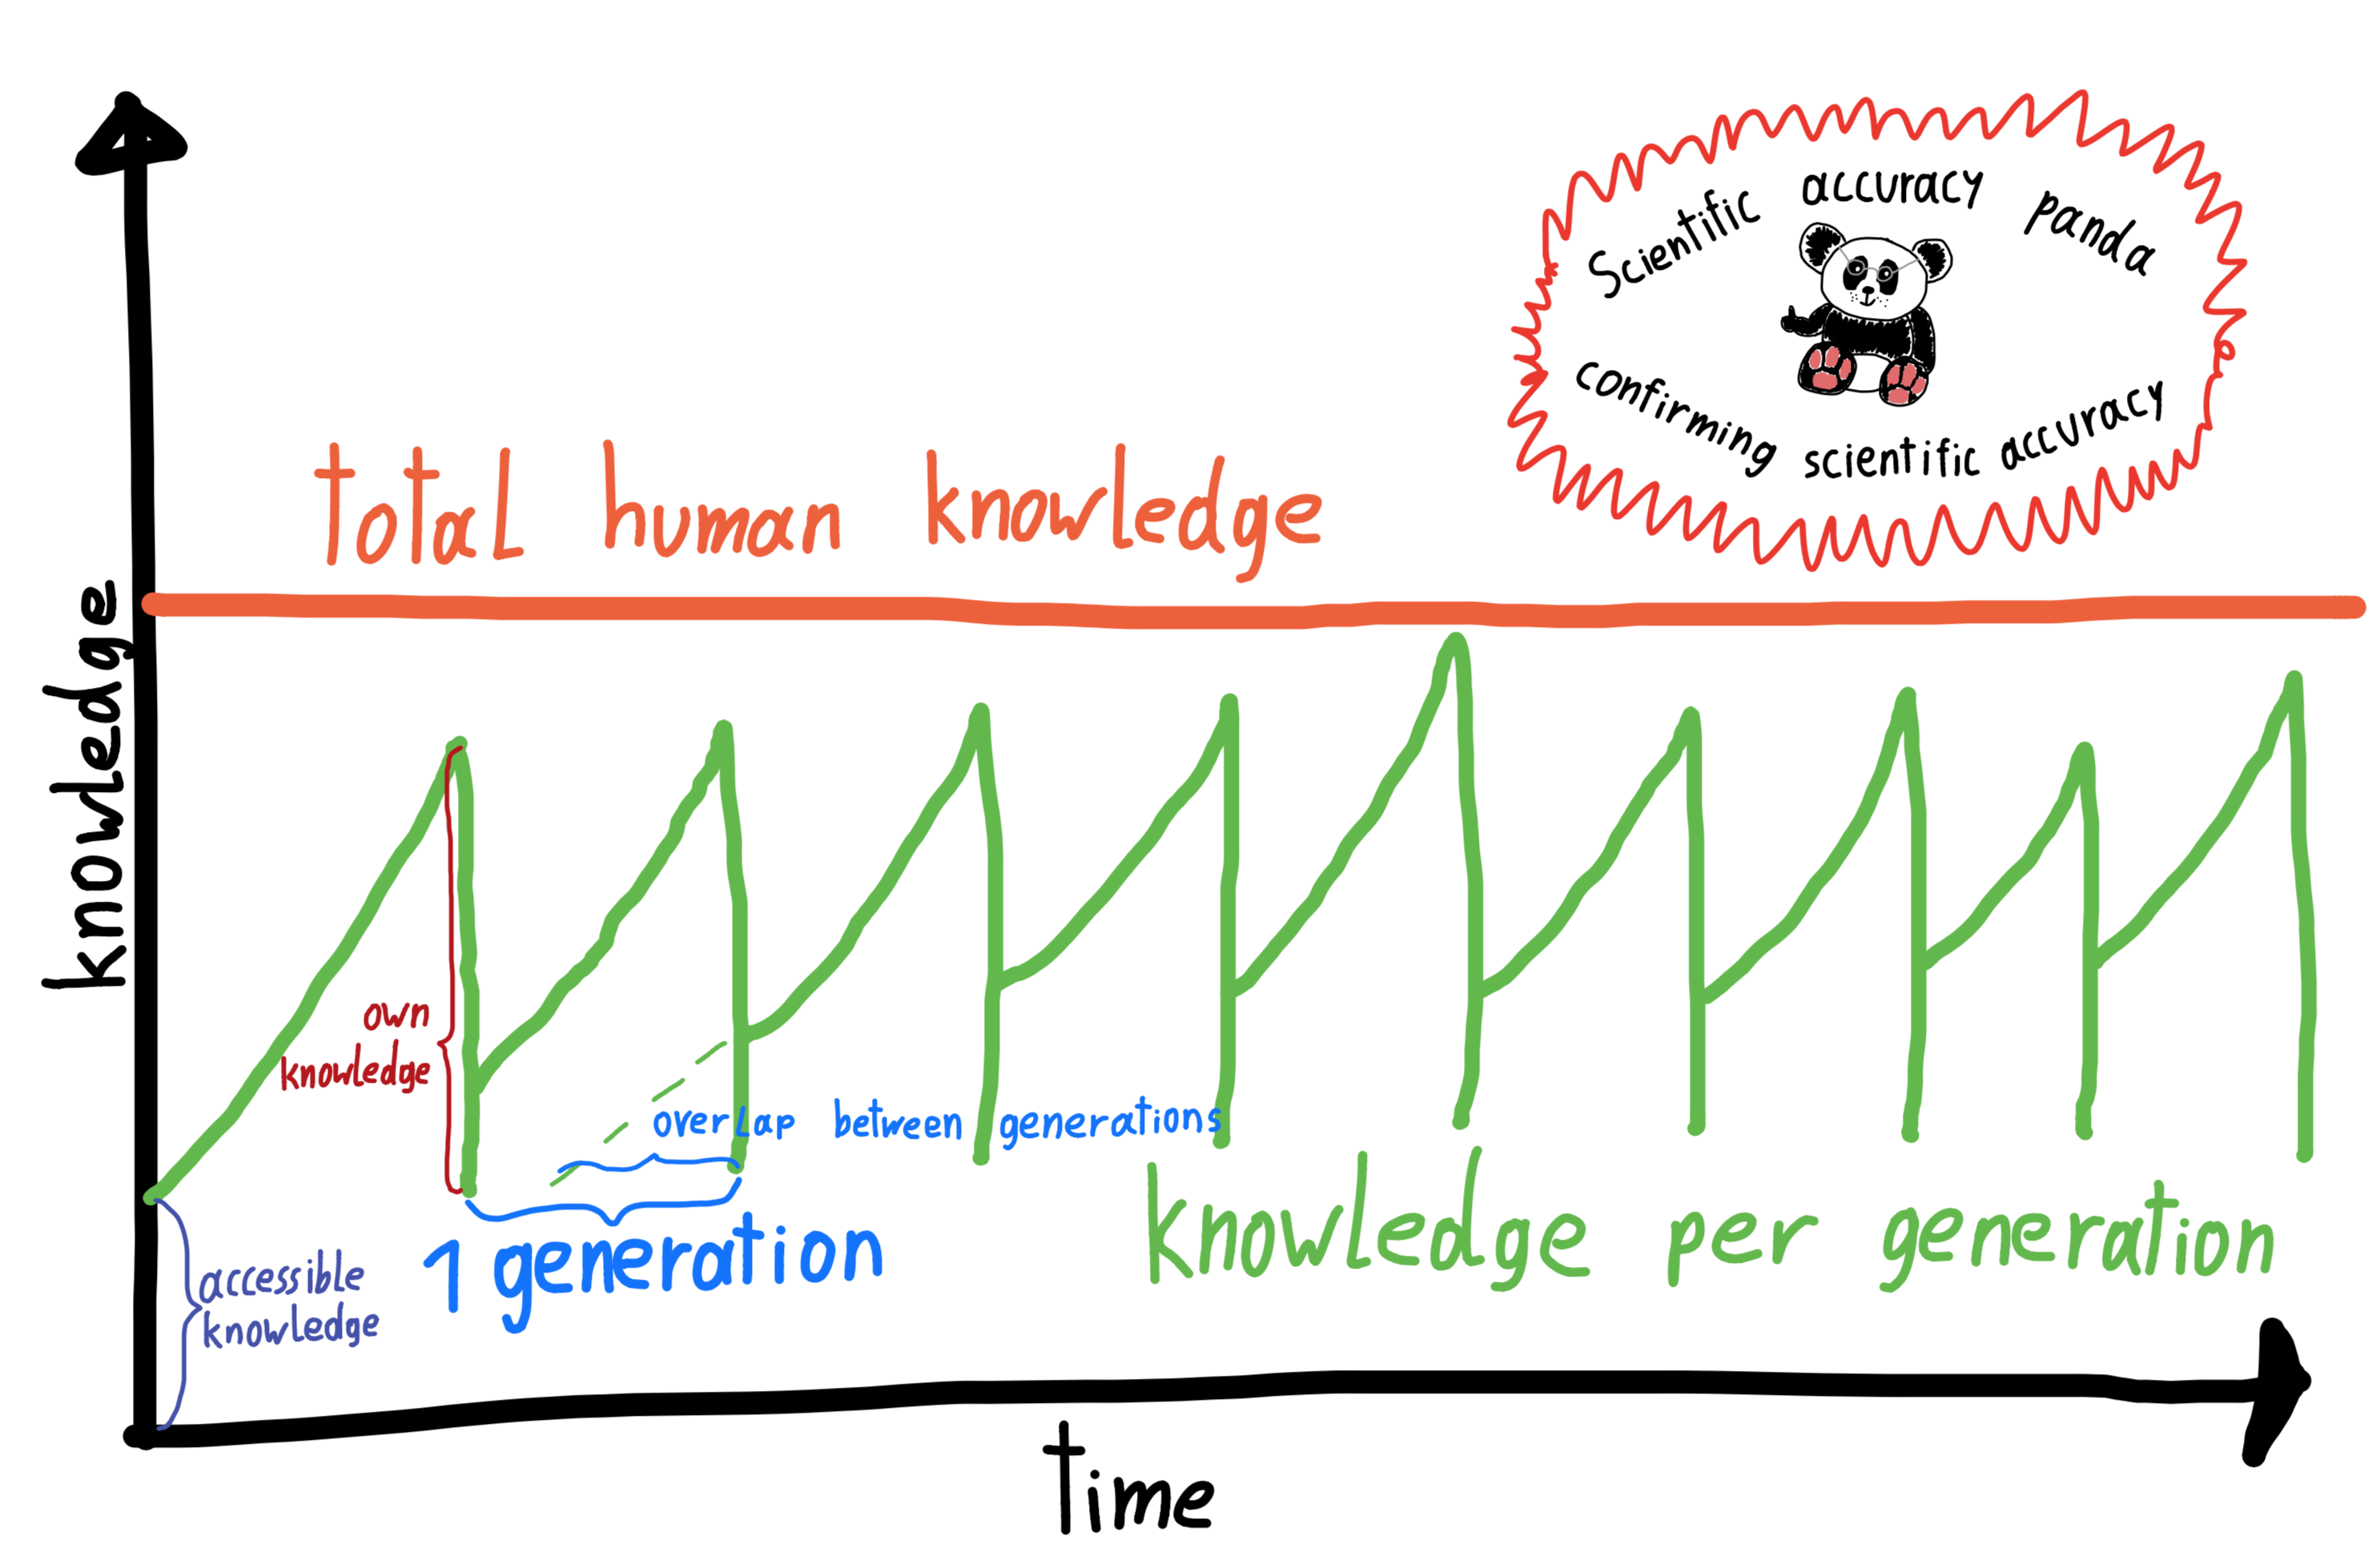 Scientific accuracy panda
confirming scientific accuracy
total human knowledge
knowledge
own
knowledge
overlap between generations
1 generation
knowledge per generation
accessible
knowledge
time